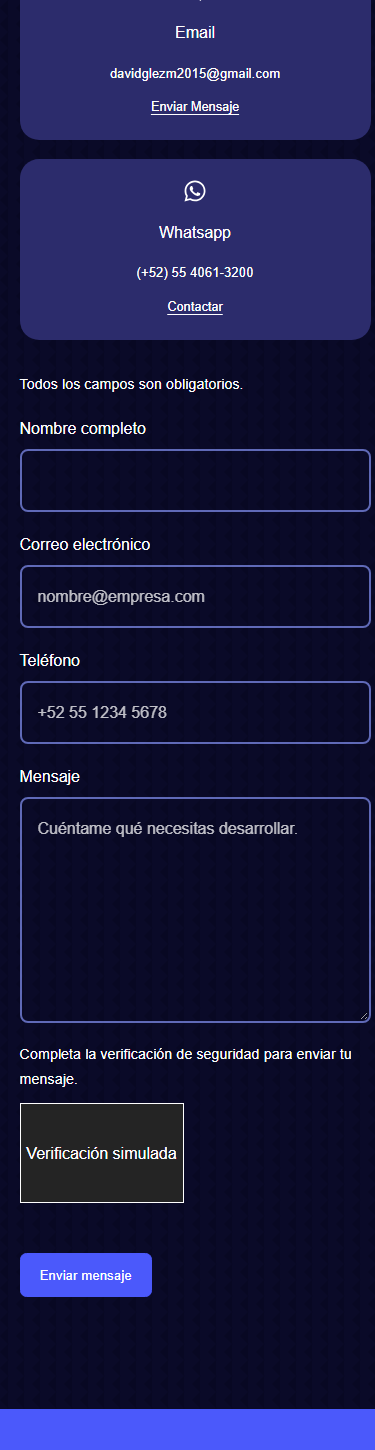 Email
davidglezm2015@gmail.com
Enviar Mensaje
Whatsapp
(+52) 55 4061-3200
Contactar
Todos los campos son obligatorios.
Nombre completo
Correo electrónico
nombre@empresa.com
Teléfono
+52 55 1234 5678
Mensaje
Cuéntame qué necesitas desarrollar.
Completa la verificación de seguridad para enviar tu
mensaje.
Verificación simulada
Enviar mensaje